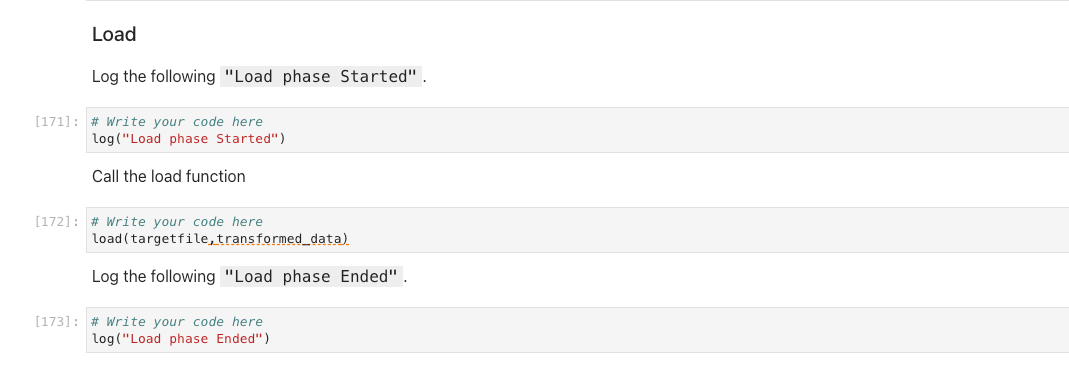 Load
Log the following "Load phase Started".
[171]:
# Write your code here
log("Load phase Started")
Call the load function
[172]:
# Write your code here
load(targetfile,transformed_data)
Log the following "Load phase Ended".
[173]:
# Write your code here
log("Load phase Ended")